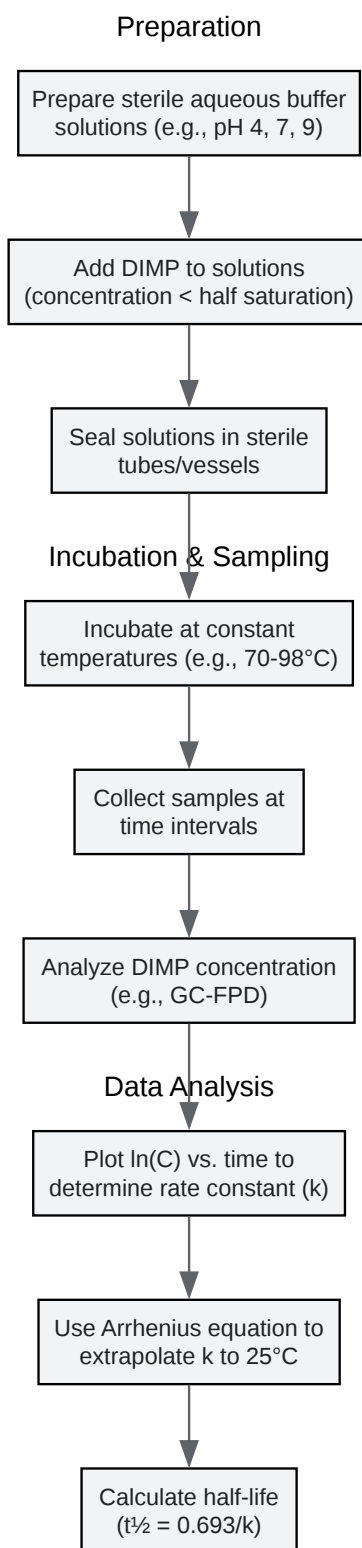 Preparation
Prepare sterile aqueous buffer
solutions (e.g., pH 4, 7, 9)
Add DIMP to solutions
(concentration < half saturation)
Seal solutions in sterile
tubes/vessels
Incubation & Sampling
Incubate at constant
temperatures (e.g., 70-98°C)
Collect samples at
time intervals
Analyze DIMP concentration
(e.g., GC-FPD)
Data Analysis
Plot ln(C) vs. time to
determine rate constant (k)
Use Arrhenius equation to
extrapolate k to 25°C
Calculate half-life
(t½ = 0.693/k)